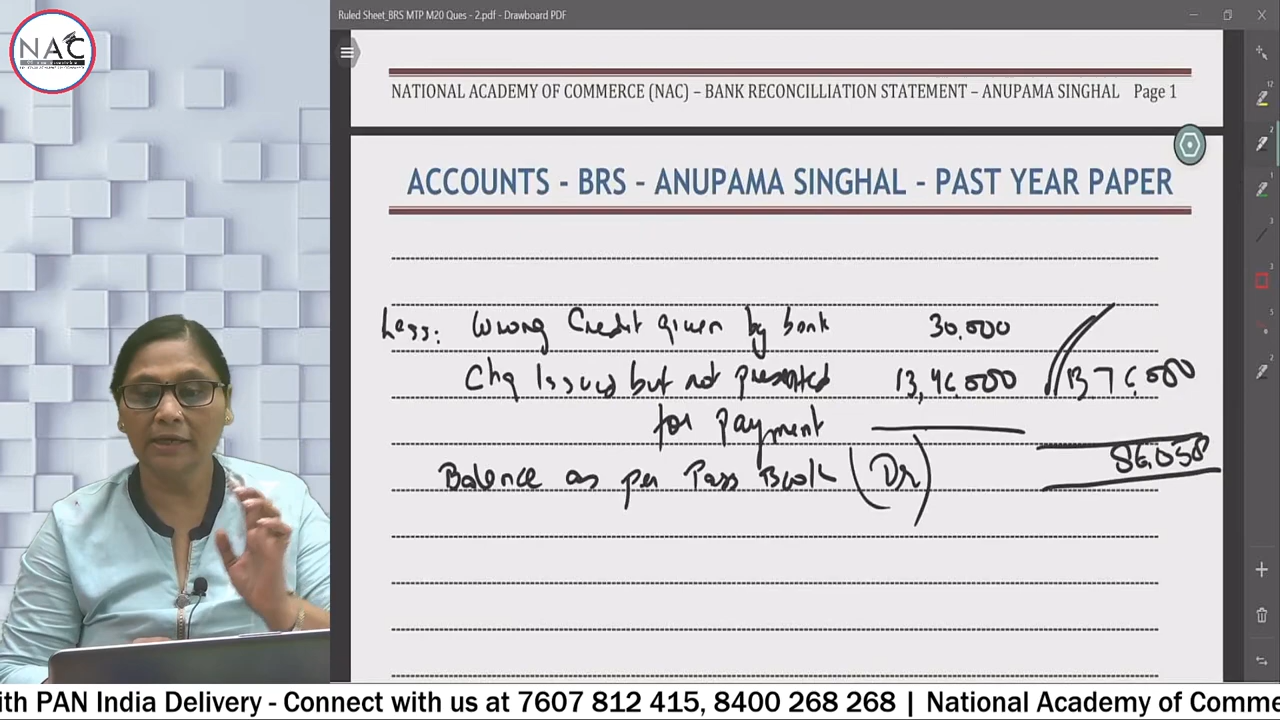 Ruled Sheet_BRS MTP M20 Ques - 2.pdf - Drawboard PDF
NAC
NATIONAL ACADEMY OF COMMERCE (NAC) – BANK RECONCILLIATION STATEMENT – ANUPAMA SINGHAL Page 1
ACCOUNTS - BRS – ANUPAMA SINGHAL - PAST YEAR PAPER
Less: Wrong Credit given by bank 30,000
Chq Issued but not presented 13,46,000 13,76,000
for payment
Balance as per Pass Book (Dr) 86,050
ith PAN India Delivery - Connect with us at 7607 812 415, 8400 268 268 | National Academy of Comme